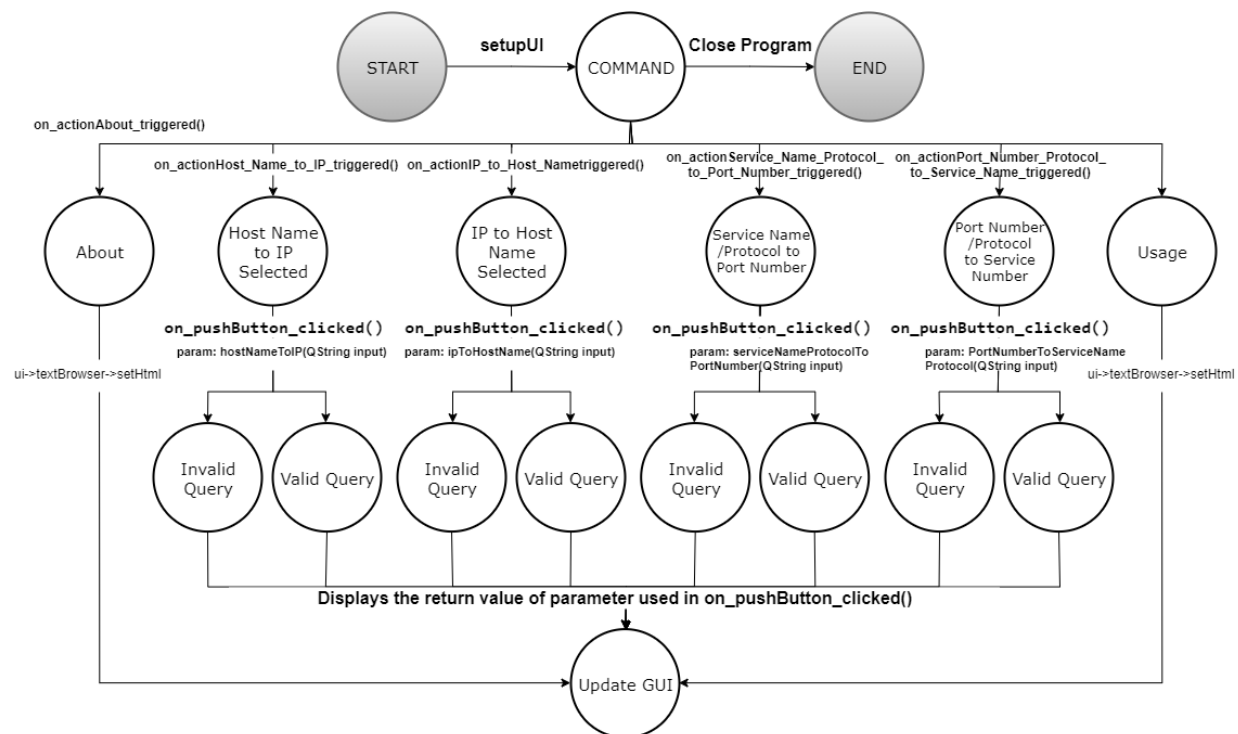 setupUI
Close Program
START
COMMAND
END
on_actionAbout_triggered()
on_actionHost_Name_to_IP_triggered()
on_actionIP_to_Host_Nametriggered()
on_actionService_Name_Protocol_
to_Port_Number_triggered()
on_actionPort_Number_Protocol_
to_Service_Name_triggered()
About
Host Name
to IP
Selected
IP to Host
Name
Selected
Service Name
/Protocol to
Port Number
Port Number
/Protocol
to Service
Number
Usage
on_pushButton_clicked()
param: hostNameToIP(QString input)
on_pushButton_clicked()
param: ipToHostName(QString input)
on_pushButton_clicked()
param: serviceNameProtocolTo
PortNumber(QString input)
on_pushButton_clicked()
param: PortNumberToServiceName
Protocol(QString input)
ui->textBrowser->setHtml
ui->textBrowser->setHtml
Invalid
Query
Valid Query
Invalid
Query
Valid Query
Invalid
Query
Valid Query
Invalid
Query
Valid Query
Displays the return value of parameter used in on_pushButton_clicked()
Update GUI